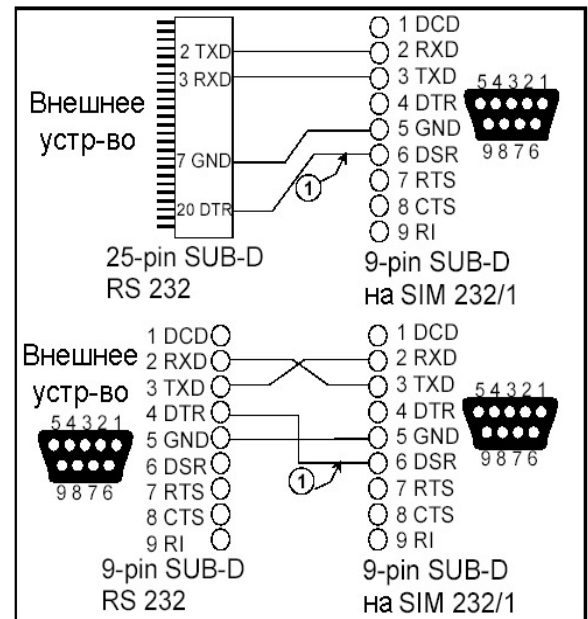 Внешнее
устр-во
2 TXD
3 RXD
7 GND
20 DTR
25-pin SUB-D
RS 232
1 DCD
2 RXD
3 TXD
4 DTR
5 GND
6 DSR
7 RTS
8 CTS
9 RI
1
5 4 3 2 1
9 8 7 6
9-pin SUB-D
на SIM 232/1
Внешнее
устр-во
5 4 3 2 1
9 8 7 6
1 DCD
2 RXD
3 TXD
4 DTR
5 GND
6 DSR
7 RTS
8 CTS
9 RI
9-pin SUB-D
RS 232
1
1 DCD
2 RXD
3 TXD
4 DTR
5 GND
6 DSR
7 RTS
8 CTS
9 RI
5 4 3 2 1
9 8 7 6
9-pin SUB-D
на SIM 232/1